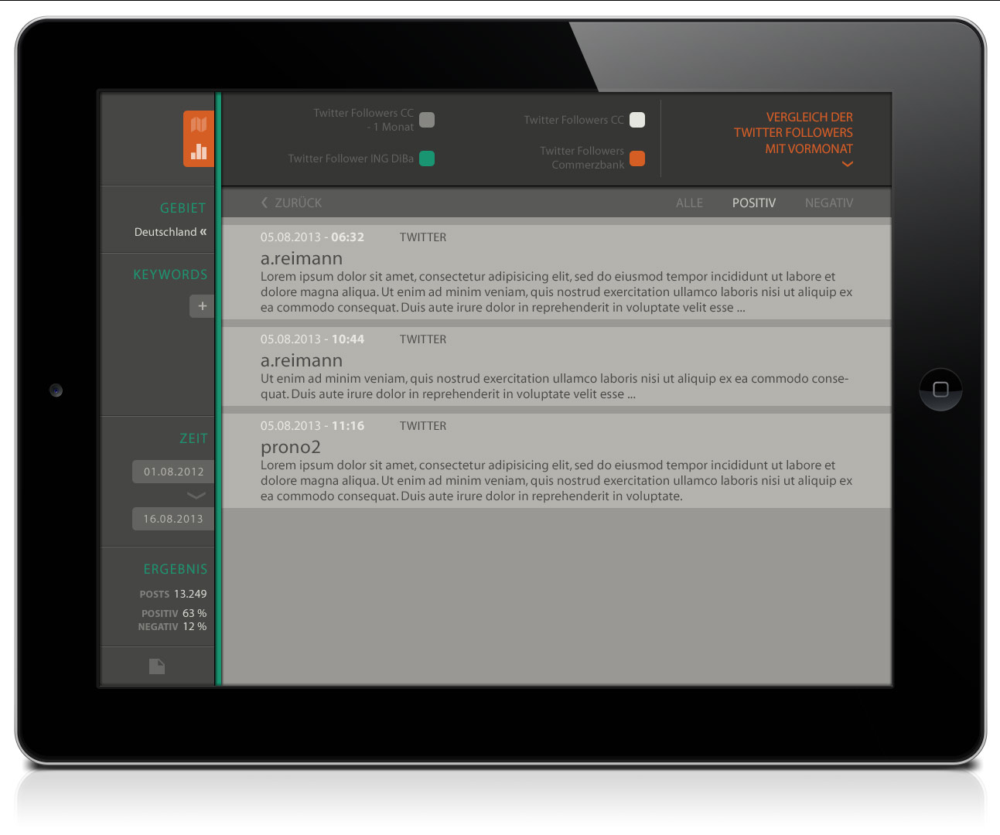 Twitter Followers CC
- 1 Monat
Twitter Followers CC
Twitter Follower ING DIBa
Twitter Followers
Commerzbank
VERGLEICH DER
TWITTER FOLLOWERS
MIT VORMONAT
GEBIET
Deutschland «
KEYWORDS
+
ZEIT
01.08.2012
16.08.2013
ERGEBNIS
POSTS 13.249
POSITIV 63 %
NEGATIV 12 %
ZURÜCK
ALLE POSITIV NEGATIV
05.08.2013 - 06:32 TWITTER
a.reimann
Lorem ipsum dolor sit amet, consectetur adipisicing elit, sed do eiusmod tempor incididunt ut labore et
dolore magna aliqua. Ut enim ad minim veniam, quis nostrud exercitation ullamco laboris nisi ut aliquip ex
ea commodo consequat. Duis aute irure dolor in reprehenderit in voluptate velit esse ...
05.08.2013 - 10:44 TWITTER
a.reimann
Ut enim ad minim veniam, quis nostrud exercitation ullamco laboris nisi ut aliquip ex ea commodo conse-
quat. Duis aute irure dolor in reprehenderit in voluptate velit esse ...
05.08.2013 - 11:16 TWITTER
prono2
Lorem ipsum dolor sit amet, consectetur adipisicing elit, sed do eiusmod tempor incididunt ut labore et
dolore magna aliqua. Ut enim ad minim veniam, quis nostrud exercitation ullamco laboris nisi ut aliquip ex
ea commodo consequat. Duis aute irure dolor in reprehenderit in voluptate.